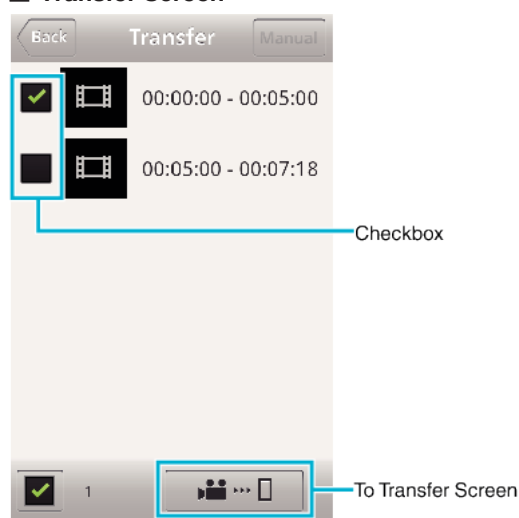 Transfer Screen
Back Transfer Manual
00:00:00 - 00:05:00
00:05:00 - 00:07:18
Checkbox
1
To Transfer Screen